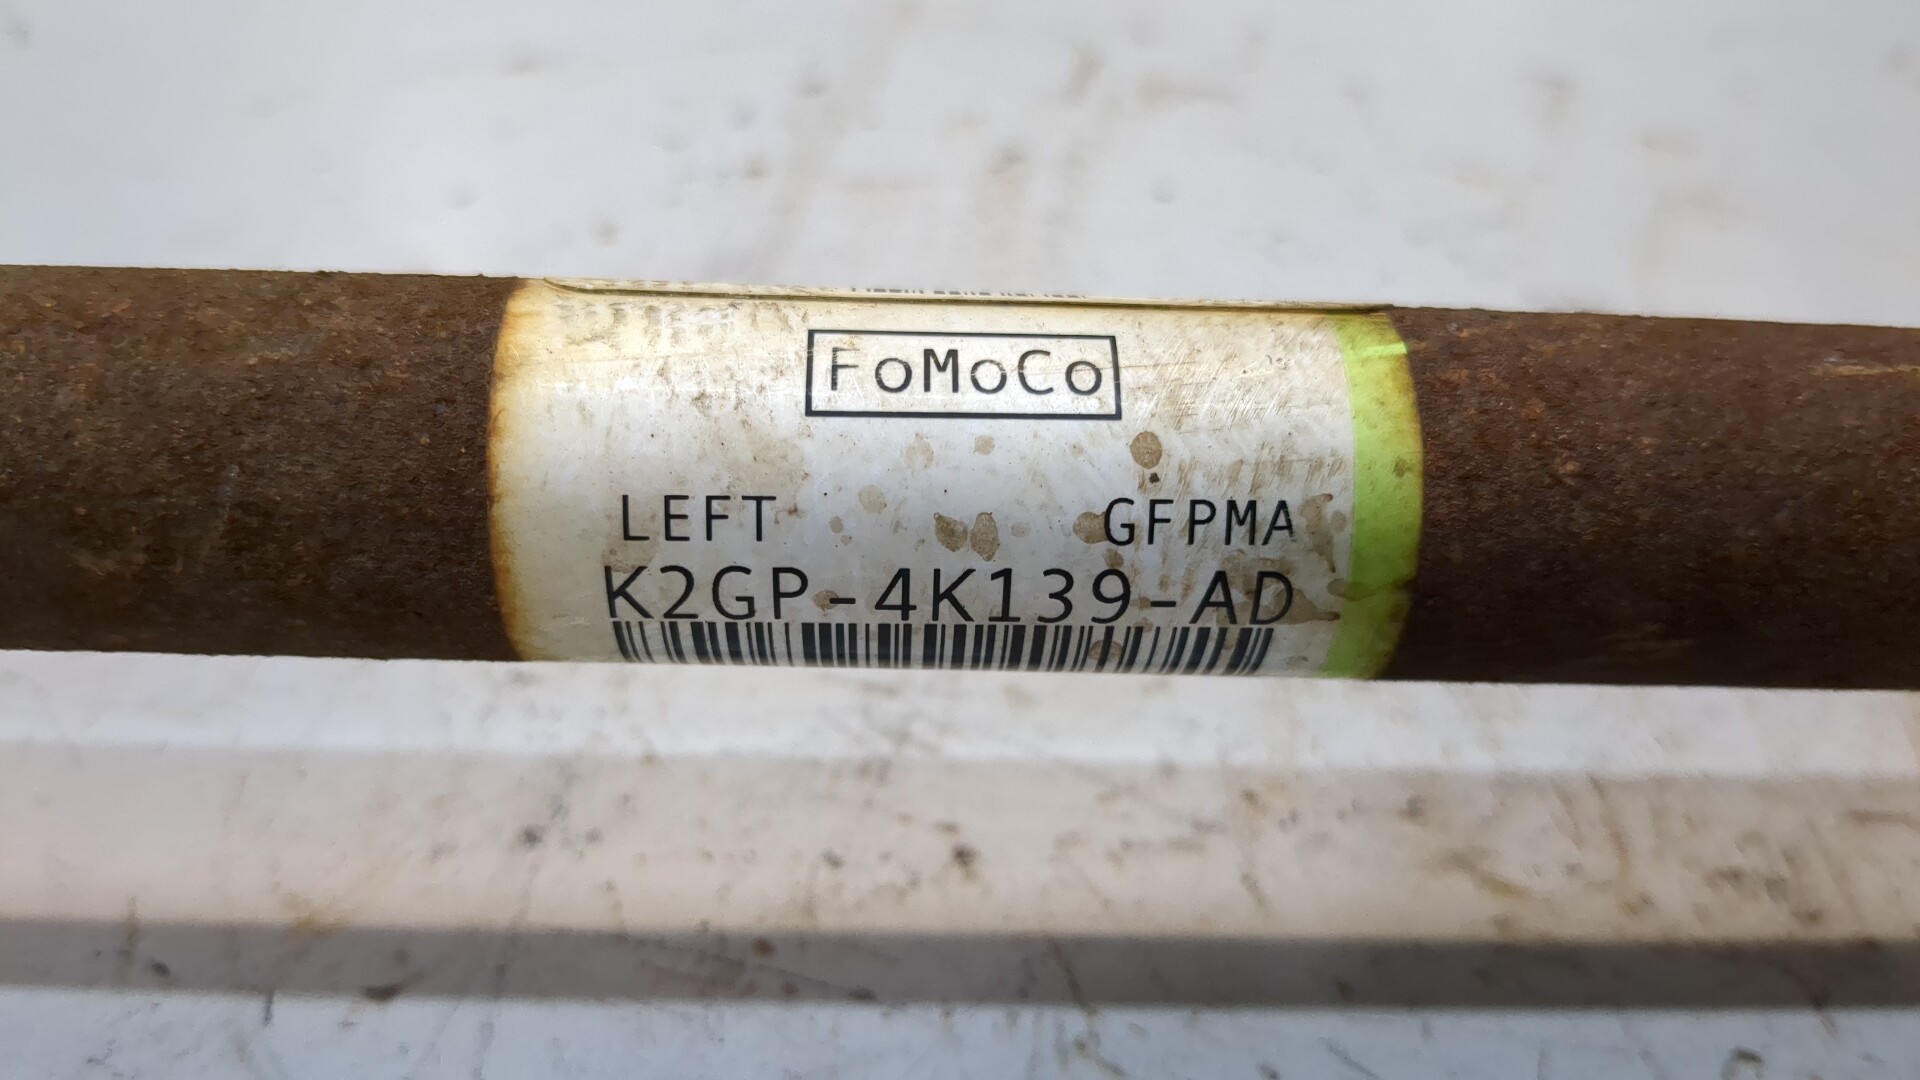 FoMoCo
LEFT GFPMA
K2GP-4K139-AD